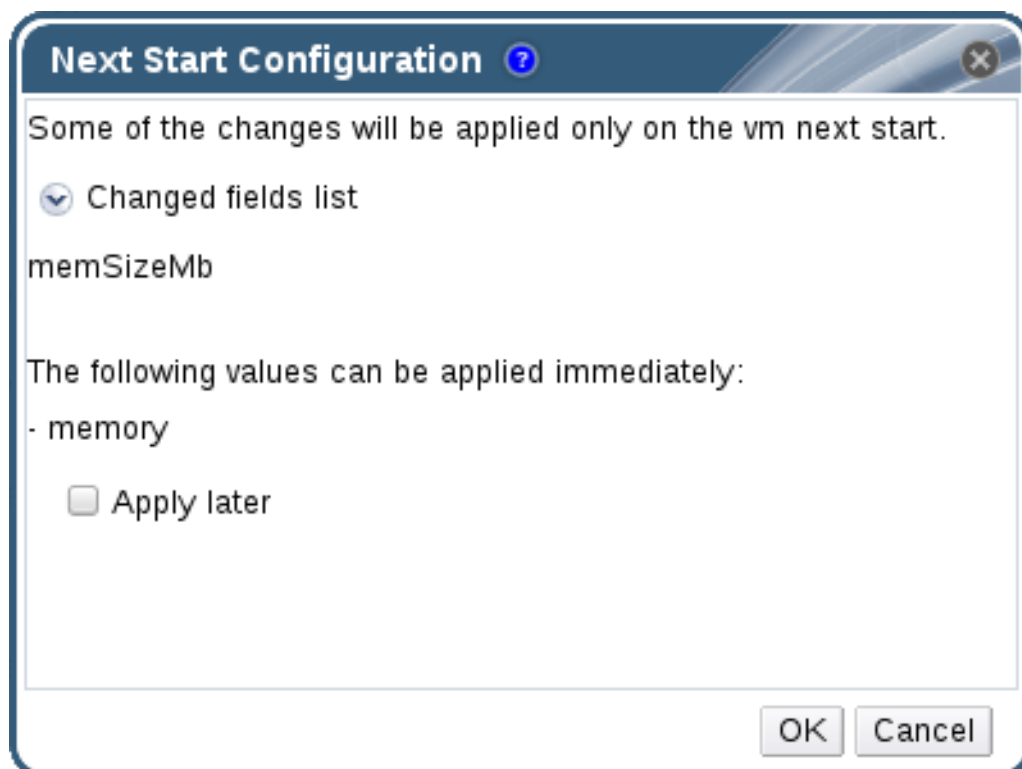 Next Start Configuration ?
Some of the changes will be applied only on the vm next start.
Changed fields list
memSizeMb
The following values can be applied immediately:
- memory
Apply later
OK Cancel